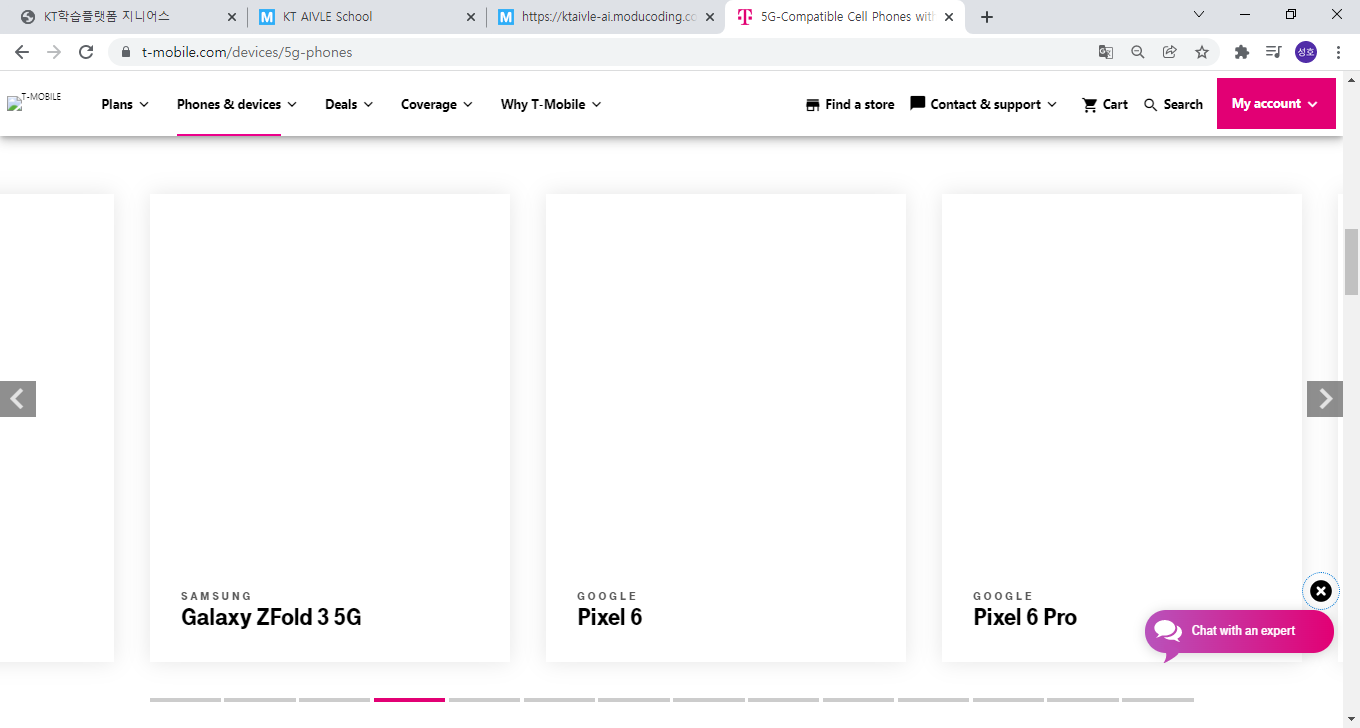 KT학습플랫폼 지니어스
KT AIVLE School
https://ktaivle-ai.moducoding.co
5G-Compatible Cell Phones with
t-mobile.com/devices/5g-phones
성호
T-MOBILE
Plans
Phones & devices
Deals
Coverage
Why T-Mobile
Find a store
Contact & support
Cart
Search
My account
SAMSUNG
Galaxy ZFold 3 5G
GOOGLE
Pixel 6
GOOGLE
Pixel 6 Pro
Chat with an expert